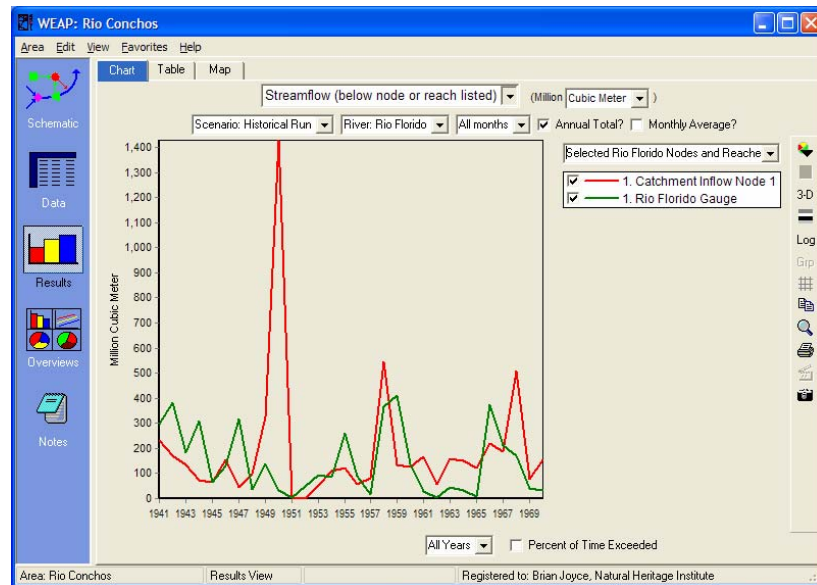 WEAP: Rio Conchos
Area Edit View Favorites Help
Chart Table Map
Streamflow (below node or reach listed) (Million Cubic Meter )
Scenario: Historical Run River: Rio Florido All months Annual Total? Monthly Average?
Selected Rio Florido Nodes and Reache
1. Catchment Inflow Node 1
1. Rio Florido Gauge
Schematic
Data
Results
Overviews
Notes
Million Cubic Meter
1,400
1,300
1,200
1,100
1,000
900
800
700
600
500
400
300
200
100
0
1941 1943 1945 1947 1949 1951 1953 1955 1957 1959 1961 1963 1965 1967 1969
3-D
Log
Grp
All Years Percent of Time Exceeded
Area: Rio Conchos Results View Registered to: Brian Joyce, Natural Heritage Institute